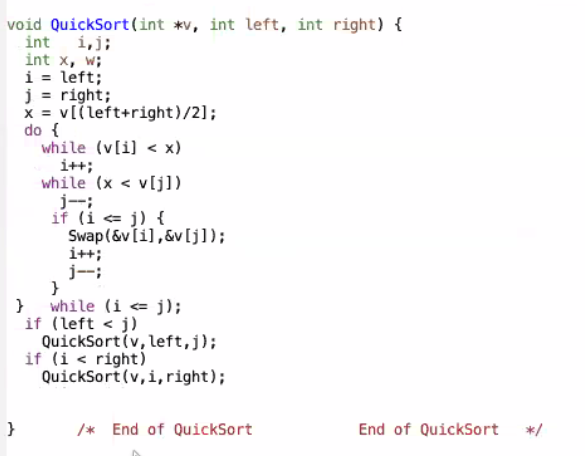 void QuickSort(int *v, int left, int right) {
  int   i,j;
  int x, w;
  i = left;
  j = right;
  x = v[(left+right)/2];
  do {
    while (v[i] < x)
      i++;
    while (x < v[j])
      j--;
     if (i <= j) {
       Swap(&v[i],&v[j]);
       i++;
       j--;
     }
 }   while (i <= j);
  if (left < j)
    QuickSort(v,left,j);
  if (i < right)
    QuickSort(v,i,right);
}       /*  End of QuickSort            End of QuickSort   */